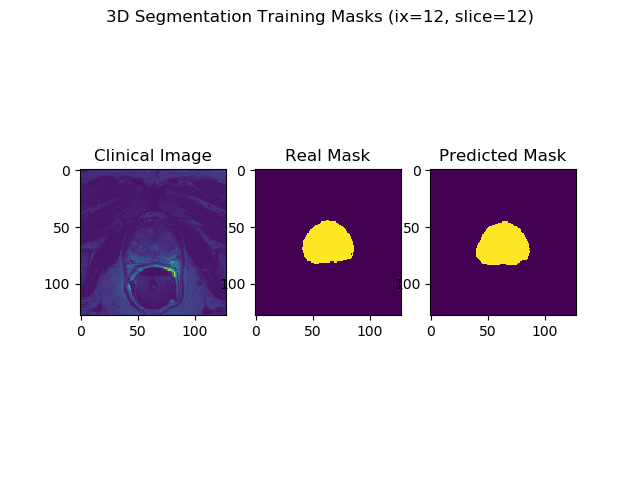 3D Segmentation Training Masks (ix=12, slice=12)
Clinical Image Real Mask Predicted Mask
0 0 0
50 50 50
100 100 100
0 50 100 0 50 100 0 50 100